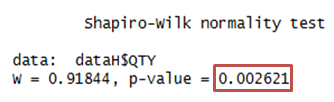 Shapiro-Wilk normality test
data:  dataH$QTY
W = 0.91844, p-value = 0.002621